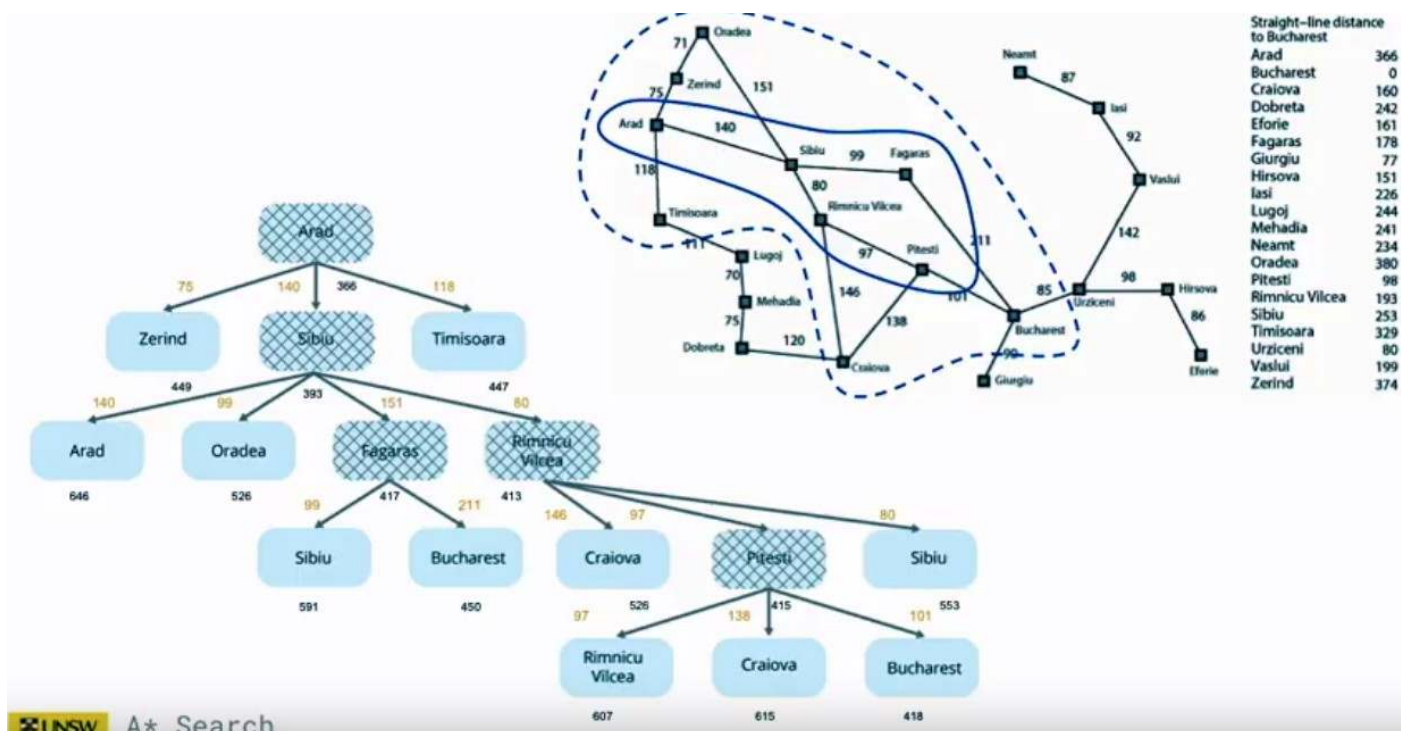 Straight-line distance
to Bucharest
Arad 366
Bucharest 0
Craiova 160
Dobreta 242
Eforie 161
Fagaras 178
Giurgiu 77
Hirsova 151
Iasi 226
Lugoj 244
Mehadia 241
Neamt 234
Oradea 380
Pitesti 98
Rimnicu Vilcea 193
Sibiu 253
Timisoara 329
Urziceni 80
Vaslui 199
Zerind 374
Oradea
71
Neamt
87
Zerind
75
151
Iasi
Arad
140
92
Sibiu
99
Fagaras
118
80
Vaslui
Timisoara
Rimnicu Vilcea
111
97
Pitesti
211
142
Lugoj
70
146
101
85
98
Hirsova
Mehadia
Urziceni
75
138
Bucharest
86
Dobreta
120
90
Craiova
Giurgiu
Eforie
Arad
75 140 366 118
Zerind Sibiu Timisoara
449 393 447
140 99 151 80
Arad Oradea Fagaras Rimnicu
Vilcea
646 526 417 413
99 211 146 97 80
Sibiu Bucharest Craiova Pitesti Sibiu
591 450 526 415 553
97 138 101
Rimnicu
Vilcea Craiova Bucharest
607 615 418
UNSW A* Search